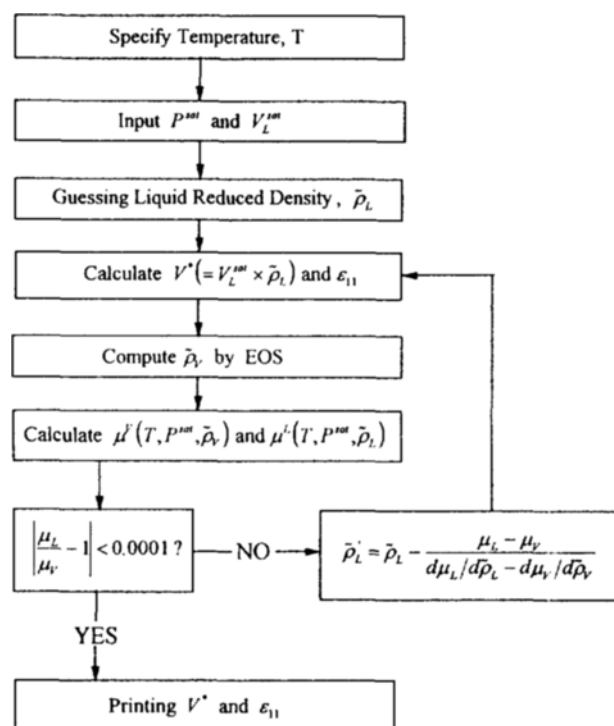 Specify Temperature, T
Input P^sat and V_L^sat
Guessing Liquid Reduced Density, ρ̃_L
Calculate V*(=V_L^sat × ρ̃_L) and ε_11
Compute ρ̃_V by EOS
Calculate μ^V(T, P^sat, ρ̃_V) and μ^L(T, P^sat, ρ̃_L)
|μ_L/μ_V − 1| < 0.0001 ?
NO
ρ̃_L' = ρ̃_L − (μ_L − μ_V)/(dμ_L/dρ̃_L − dμ_V/dρ̃_V)
YES
Printing V* and ε_11